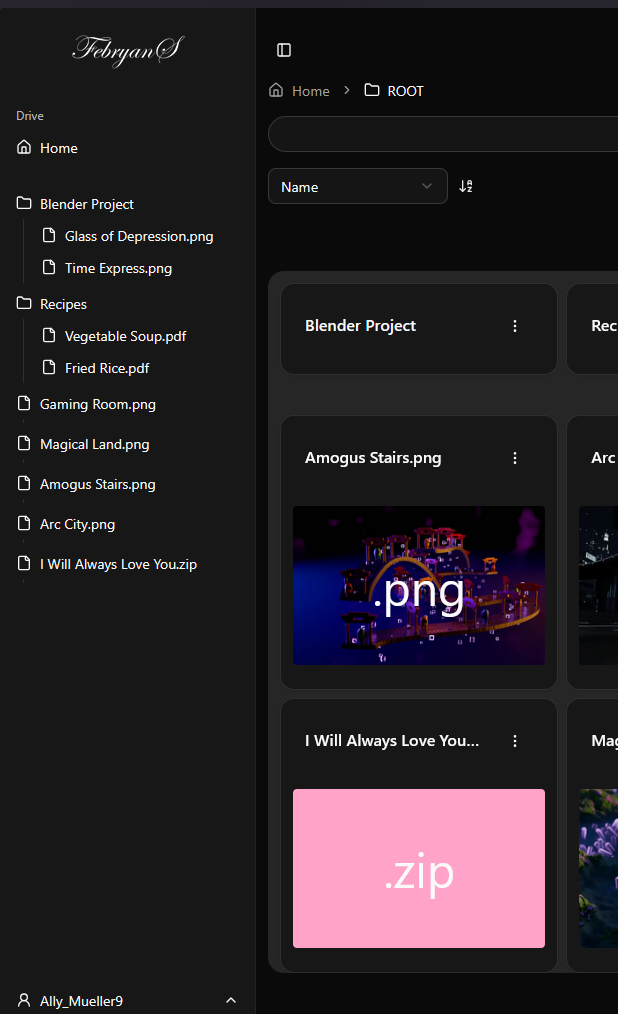 FebryanS
Drive
Home
Blender Project
Glass of Depression.png
Time Express.png
Recipes
Vegetable Soup.pdf
Fried Rice.pdf
Gaming Room.png
Magical Land.png
Amogus Stairs.png
Arc City.png
I Will Always Love You.zip
Ally_Mueller9
Home
ROOT
Name
Blender Project
Rec
Amogus Stairs.png
Arc
.png
I Will Always Love You...
Mag
.zip